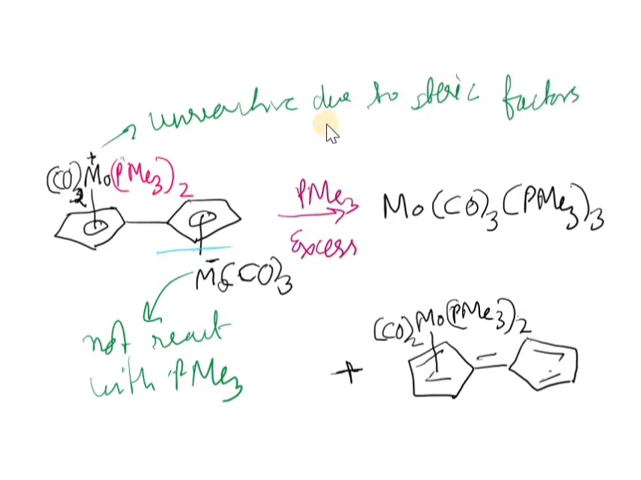 unreactive due to steric factors
(CO)2Mo+(PMe3)2
PMe3
Excess
Mo(CO)3(PMe3)3
Mo-(CO)3
not react
with PMe3
+
(CO)2Mo(PMe3)2